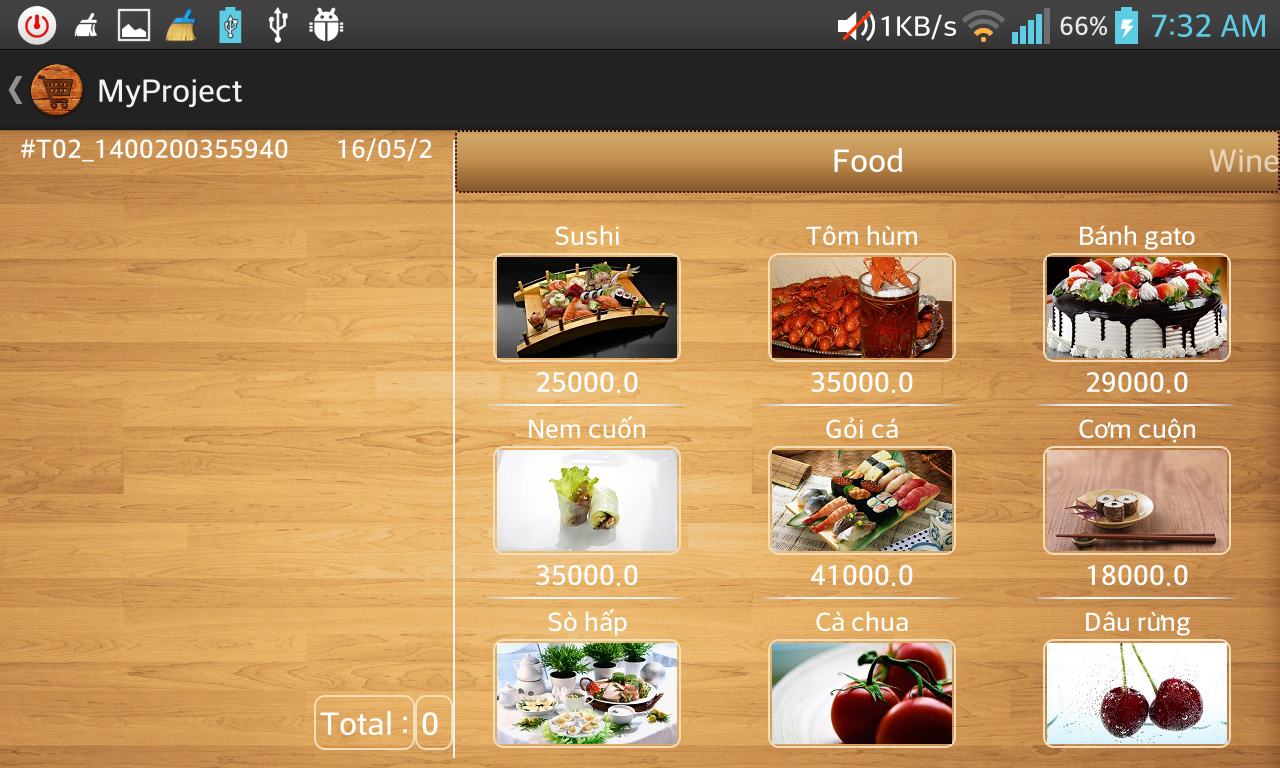 1KB/s 66% 7:32 AM
MyProject
#T02_1400200355940 16/05/2
Food Wine
Sushi Tôm hùm Bánh gato
25000.0 35000.0 29000.0
Nem cuốn Gỏi cá Cơm cuộn
35000.0 41000.0 18000.0
Sò hấp Cà chua Dâu rừng
Total : 0